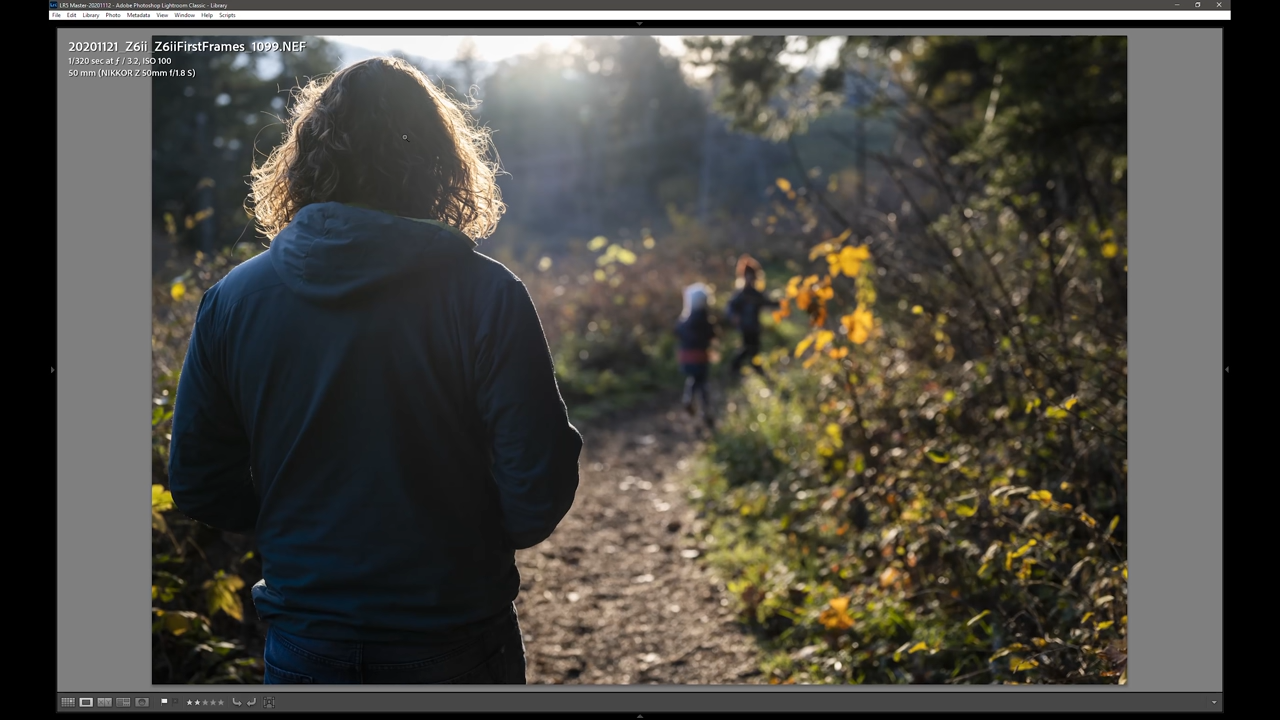 LRS Master-20201112 - Adobe Photoshop Lightroom Classic - Library
File Edit Library Photo Metadata View Window Help Scripts
20201121_Z6ii_Z6iiFirstFrames_1099.NEF
1/320 sec at ƒ / 3.2, ISO 100
50 mm (NIKKOR Z 50mm f/1.8 S)